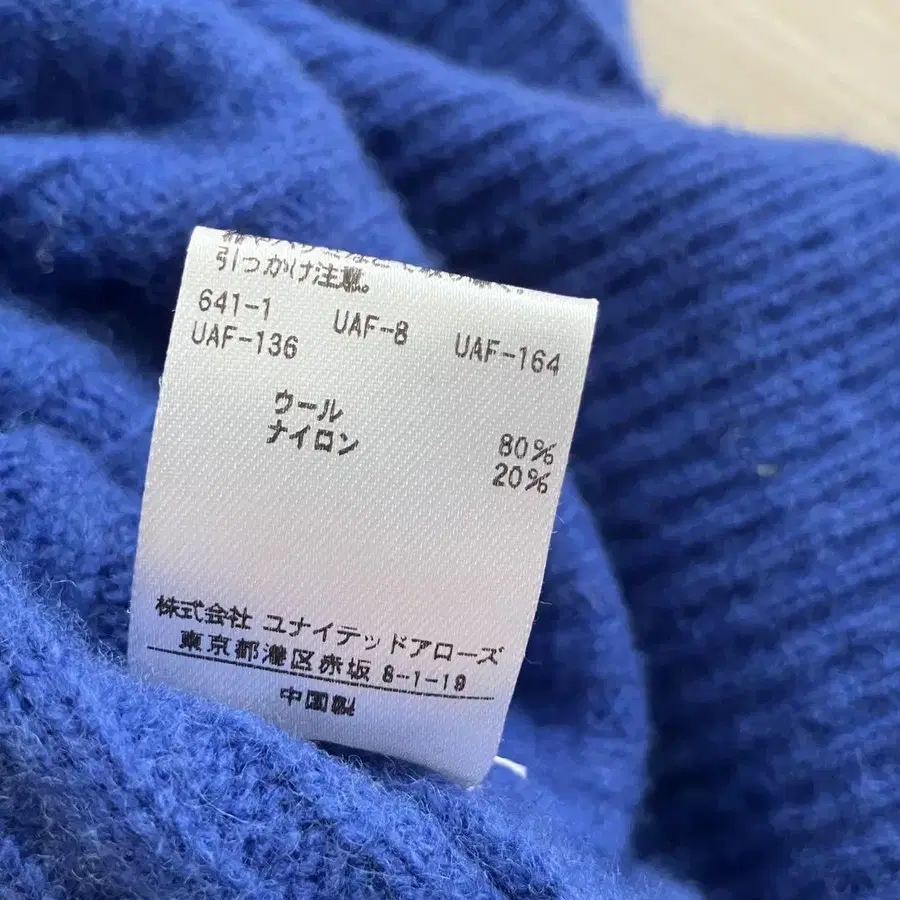 引っかけ注意。
641-1 UAF-8 UAF-164
UAF-136
ウール 80%
ナイロン 20%
株式会社 ユナイテッドアローズ
東京都港区赤坂 8-1-19
中国製